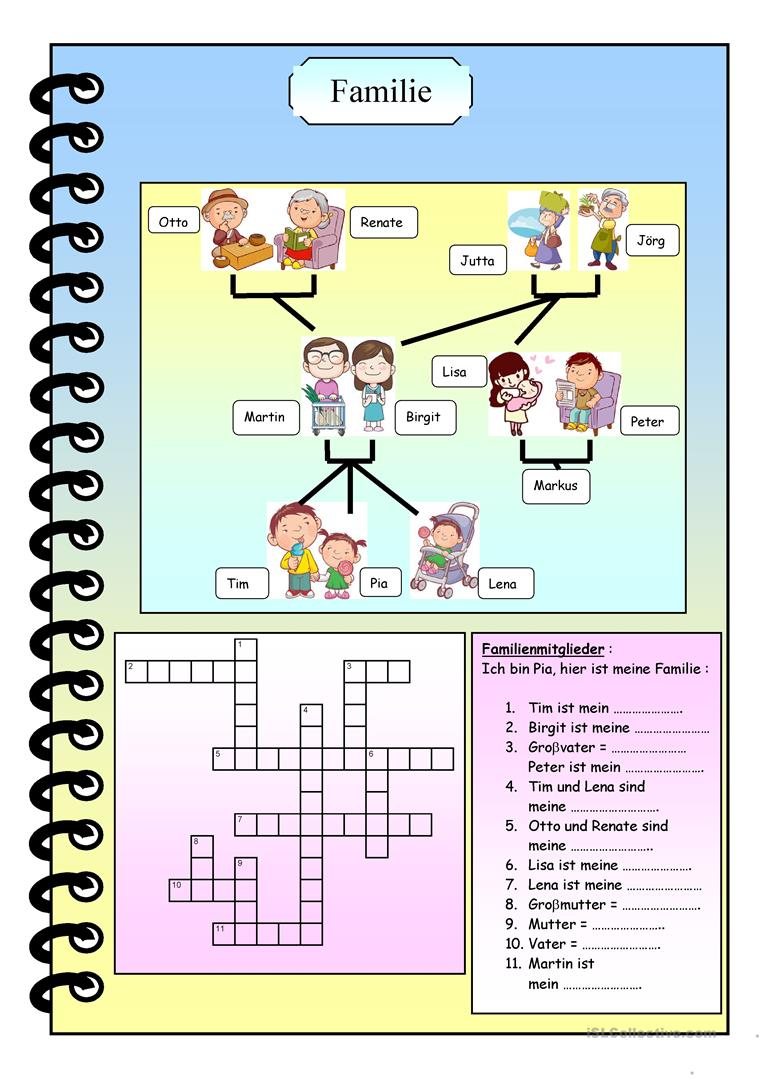 Familie
Otto
Renate
Jutta
Jörg
Lisa
Martin
Birgit
Peter
Markus
Tim
Pia
Lena
1
2
3
4
5
6
7
8
9
10
11
Familienmitglieder :
Ich bin Pia, hier ist meine Familie :
1. Tim ist mein ………………….
2. Birgit ist meine ……………………
3. Groβvater = ……………………
Peter ist mein …………………….
4. Tim und Lena sind
meine ……………………….
5. Otto und Renate sind
meine ……………………..
6. Lisa ist meine ………………….
7. Lena ist meine ……………………
8. Groβmutter = …………………….
9. Mutter = …………………..
10. Vater = …………………….
11. Martin ist
mein …………………….
iSLCollective.com